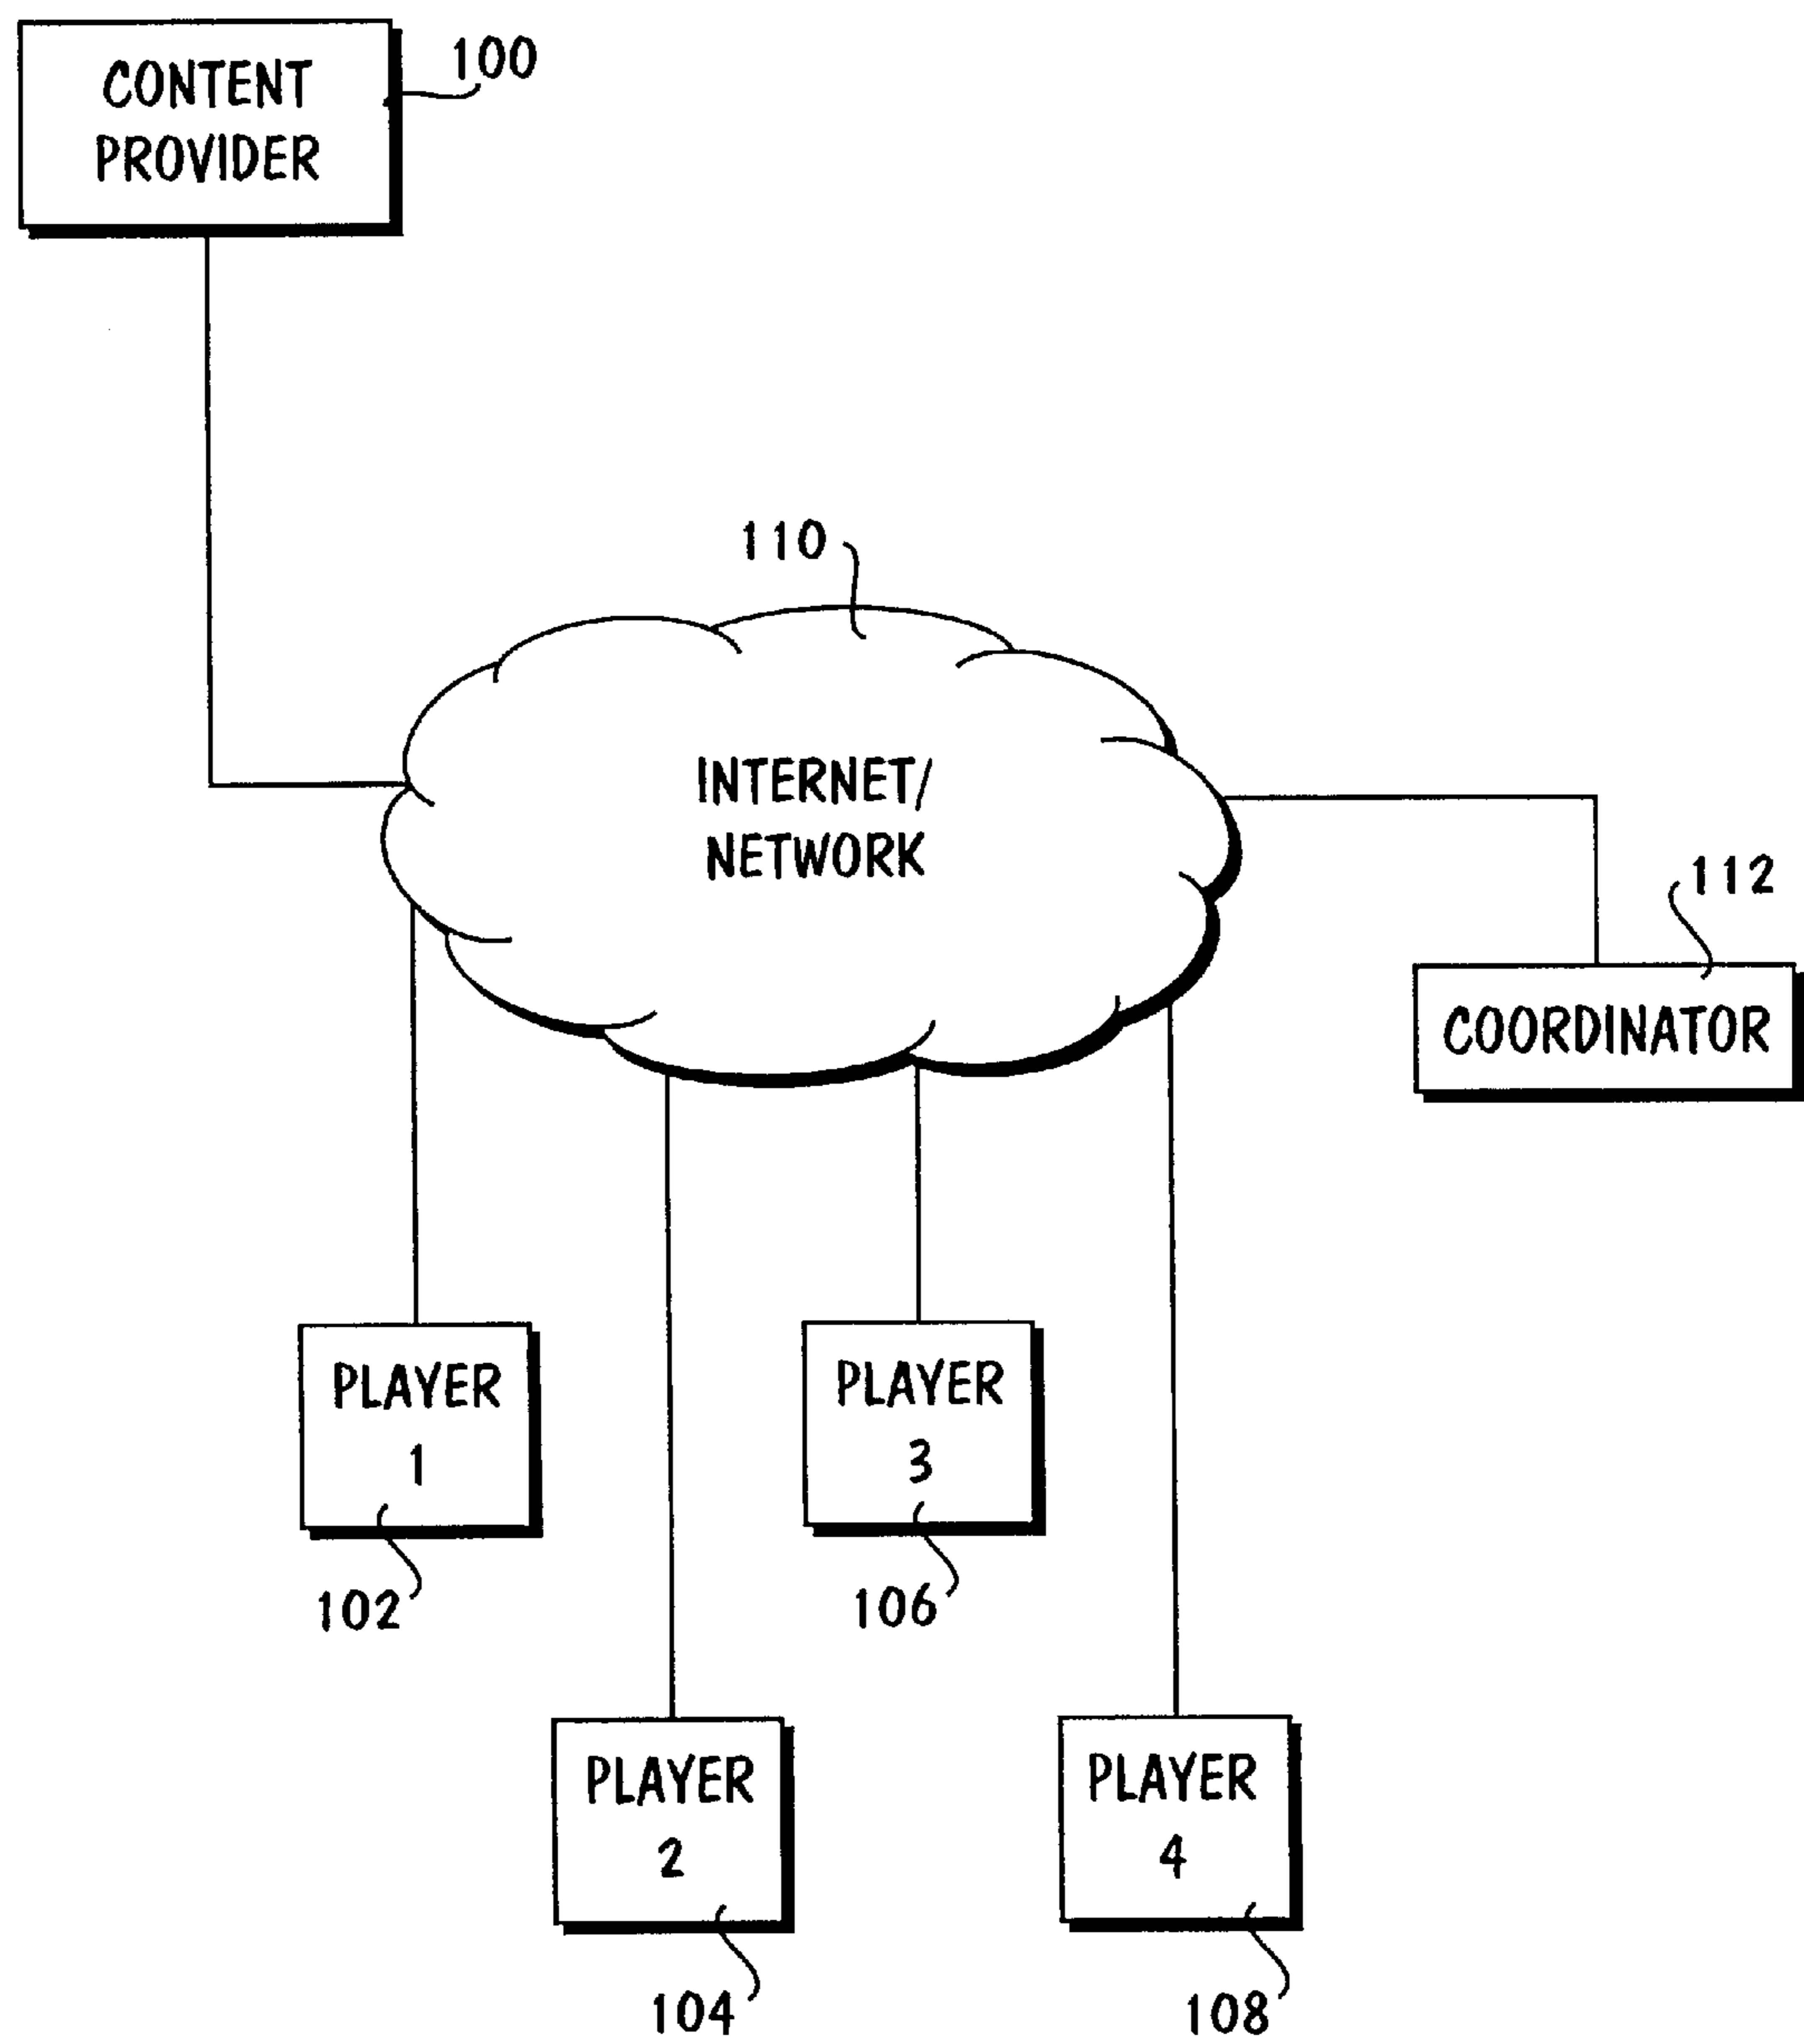 CONTENT
PROVIDER
100
110
INTERNET/
NETWORK
112
COORDINATOR
PLAYER
1
102
PLAYER
3
106
PLAYER
2
104
PLAYER
4
108